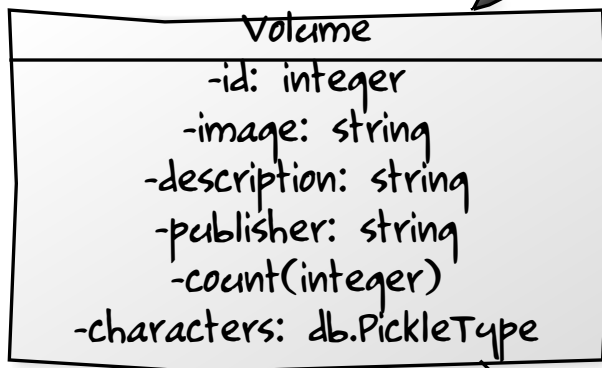 Volume
-id: integer
-image: string
-description: string
-publisher: string
-count(integer)
-characters: db.PickleType